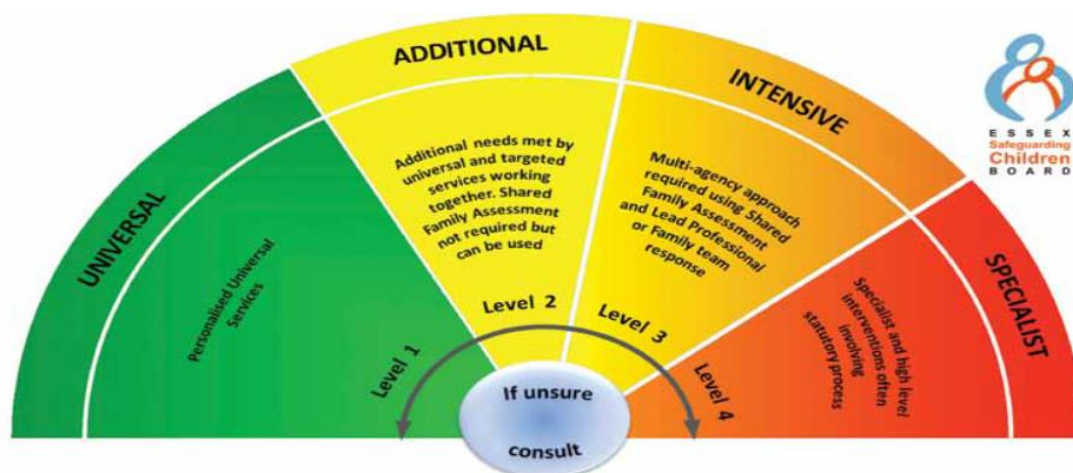 UNIVERSAL
Personalised Universal
Services
Level 1
ADDITIONAL
Additional needs met by
universal and targeted
services working
together. Shared
Family Assessment
not required but
can be used
Level 2
INTENSIVE
Multi-agency approach
required using Shared
Family Assessment
and Lead Professional
or Family team
response
Level 3
SPECIALIST
Specialist and high level
interventions often
involving
statutory process
Level 4
If unsure
consult
ESSEX
Safeguarding
Children
BOARD